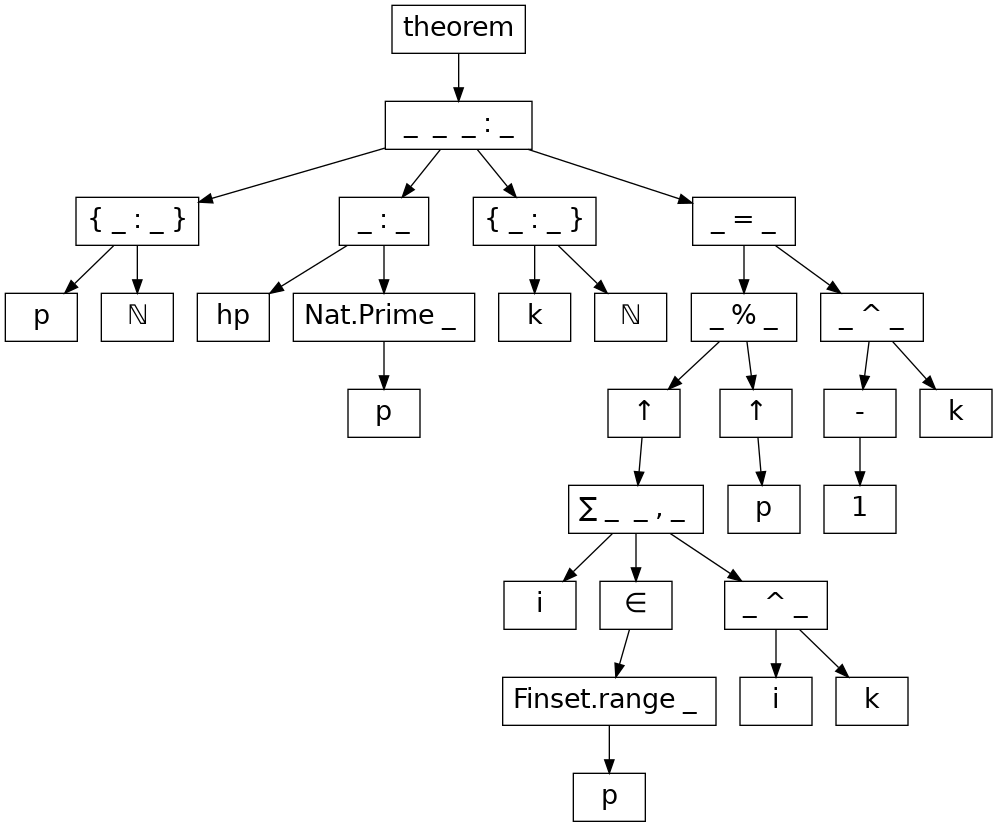 theorem
_ _ _ : _
{ _ : _ } _ : _ { _ : _ } _ = _
p ℕ hp Nat.Prime _ k ℕ _ % _ _ ^ _
p ↑ ↑ - k
∑ _ _ , _ p 1
i ∈ _ ^ _
Finset.range _ i k
p